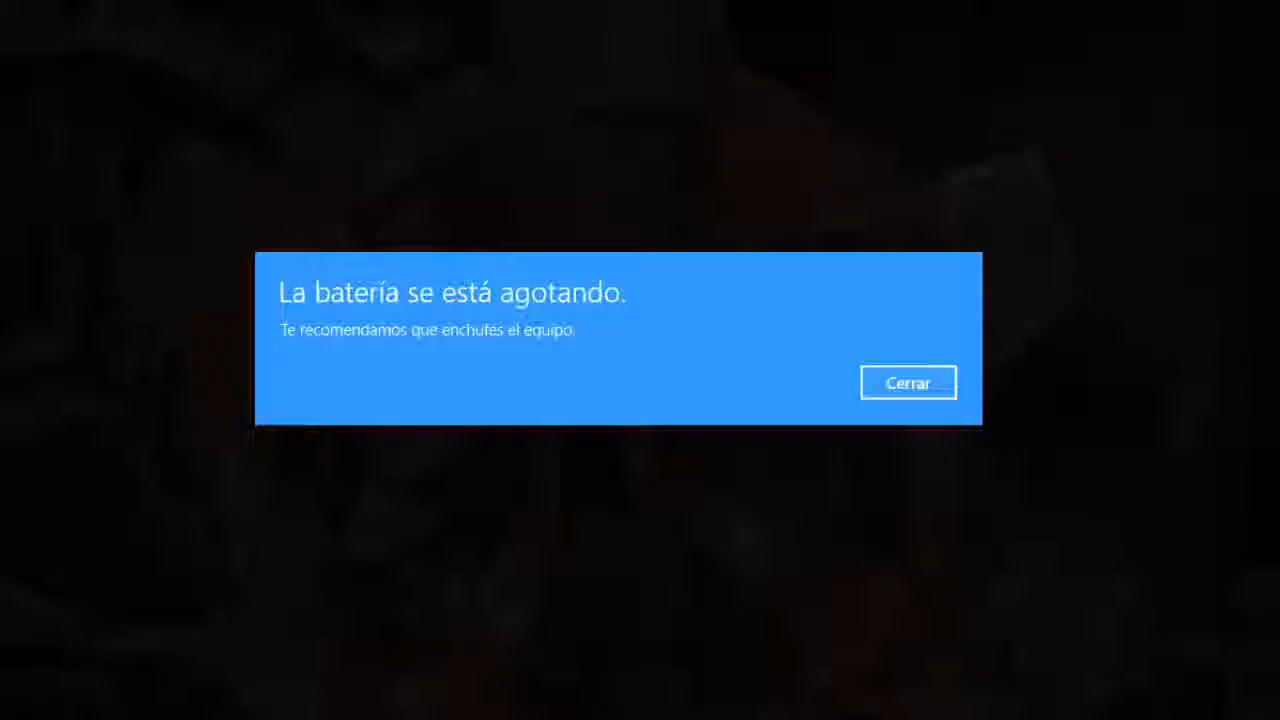 La batería se está agotando.
Te recomendamos que enchufes el equipo.
Cerrar